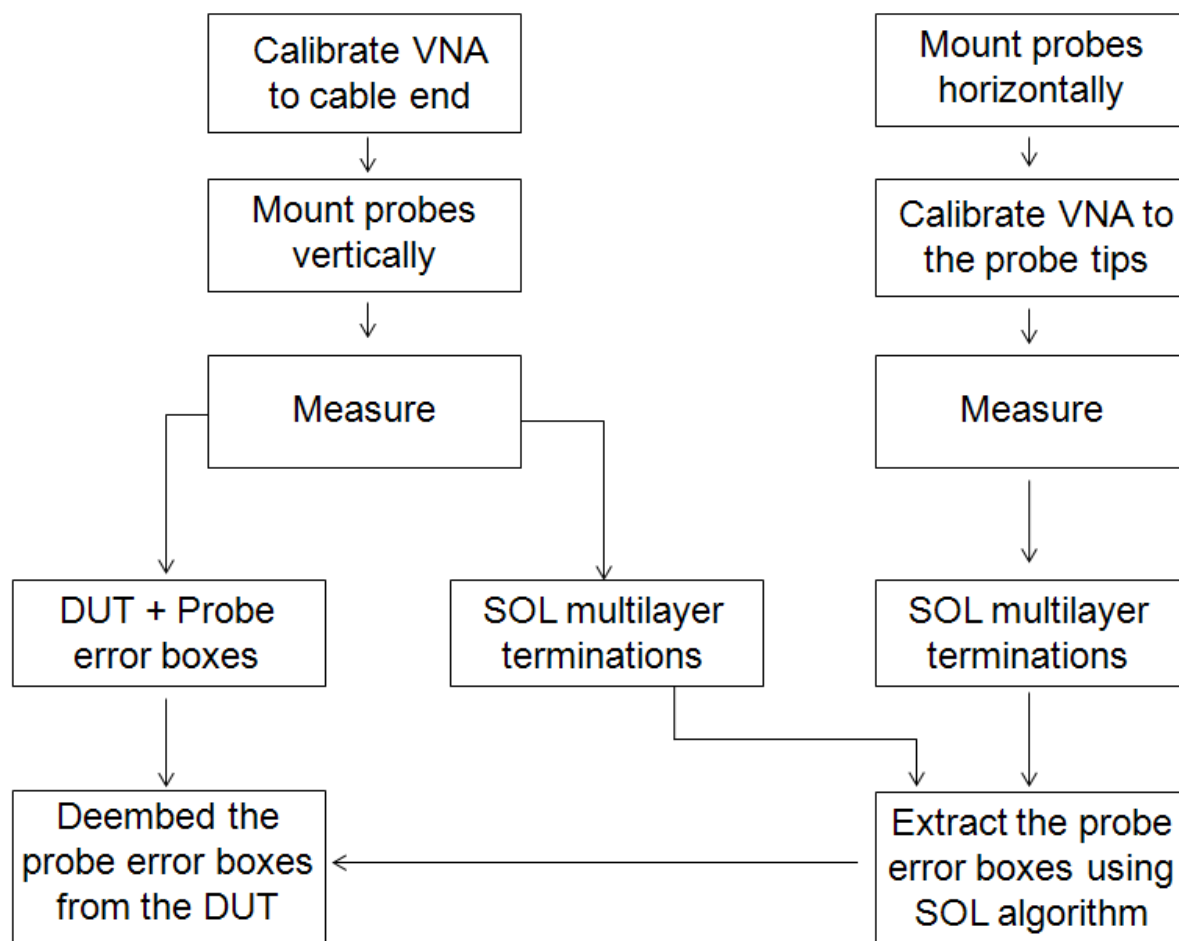 Calibrate VNA
to cable end
Mount probes
horizontally
Mount probes
vertically
Calibrate VNA to
the probe tips
Measure
Measure
DUT + Probe
error boxes
SOL multilayer
terminations
SOL multilayer
terminations
Deembed the
probe error boxes
from the DUT
Extract the probe
error boxes using
SOL algorithm